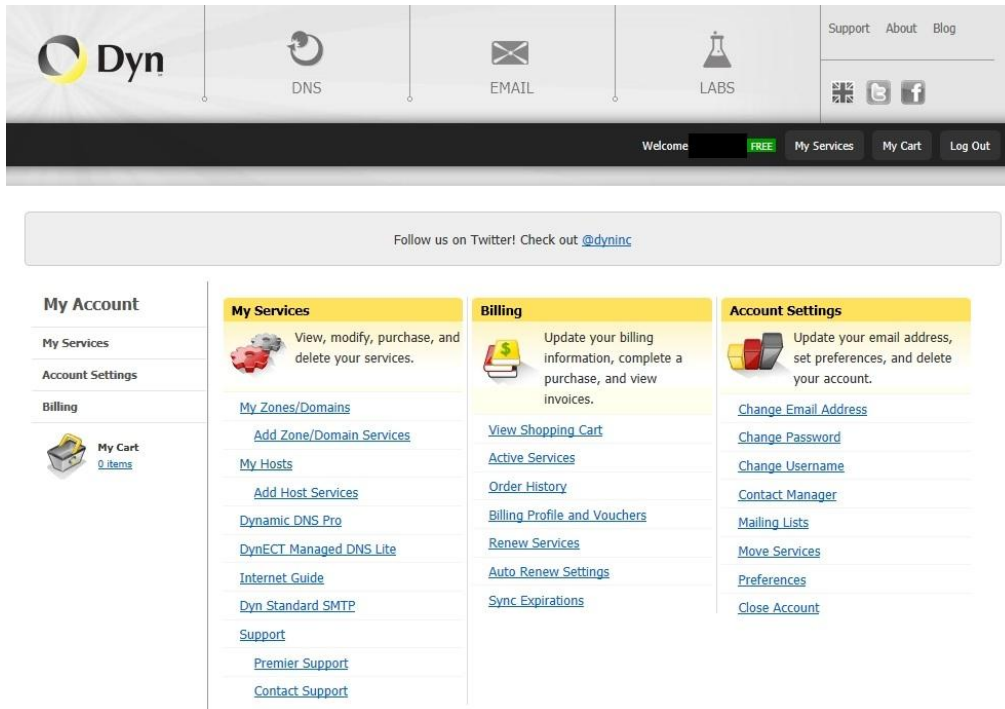 Dyn
DNS
EMAIL
LABS
Support About Blog
Welcome FREE My Services My Cart Log Out
Follow us on Twitter! Check out @dyninc
My Account
My Services
Account Settings
Billing
My Cart
0 items
My Services
View, modify, purchase, and
delete your services.
My Zones/Domains
Add Zone/Domain Services
My Hosts
Add Host Services
Dynamic DNS Pro
DynECT Managed DNS Lite
Internet Guide
Dyn Standard SMTP
Support
Premier Support
Contact Support
Billing
Update your billing
information, complete a
purchase, and view
invoices.
View Shopping Cart
Active Services
Order History
Billing Profile and Vouchers
Renew Services
Auto Renew Settings
Sync Expirations
Account Settings
Update your email address,
set preferences, and delete
your account.
Change Email Address
Change Password
Change Username
Contact Manager
Mailing Lists
Move Services
Preferences
Close Account